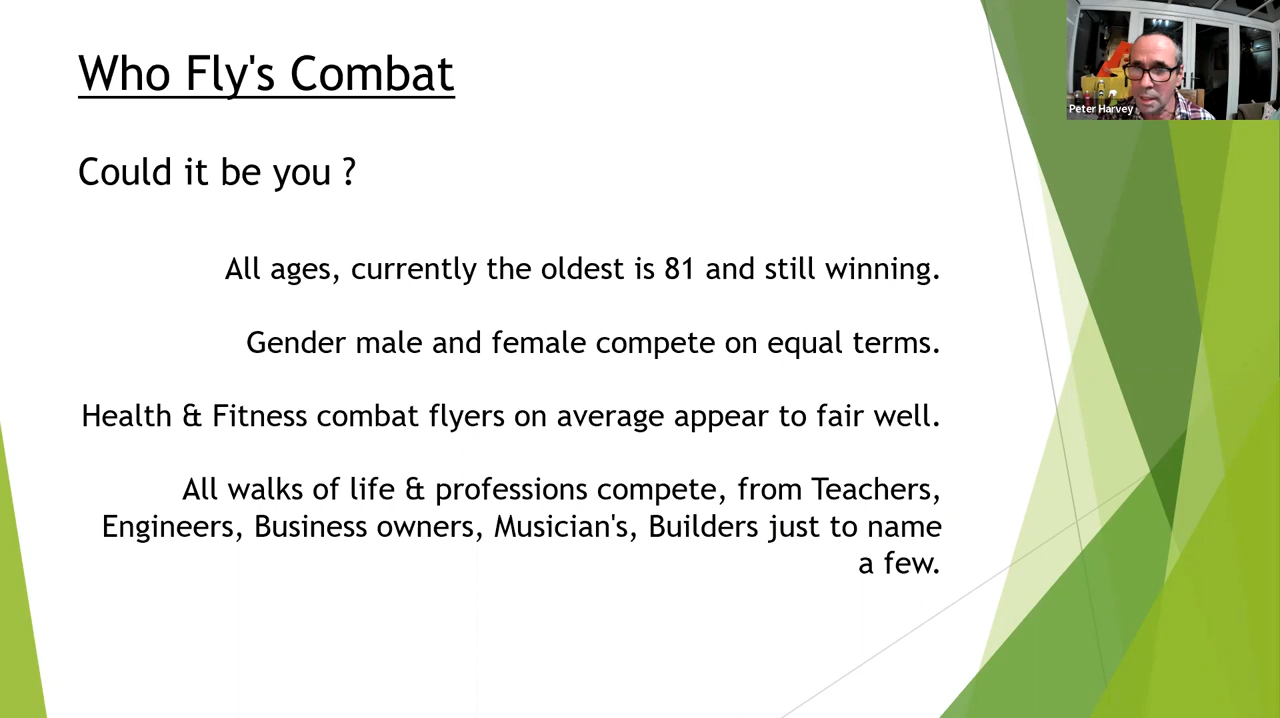 Who Fly's Combat
Peter Harvey
Could it be you ?
All ages, currently the oldest is 81 and still winning.
Gender male and female compete on equal terms.
Health & Fitness combat flyers on average appear to fair well.
All walks of life & professions compete, from Teachers,
Engineers, Business owners, Musician's, Builders just to name
a few.